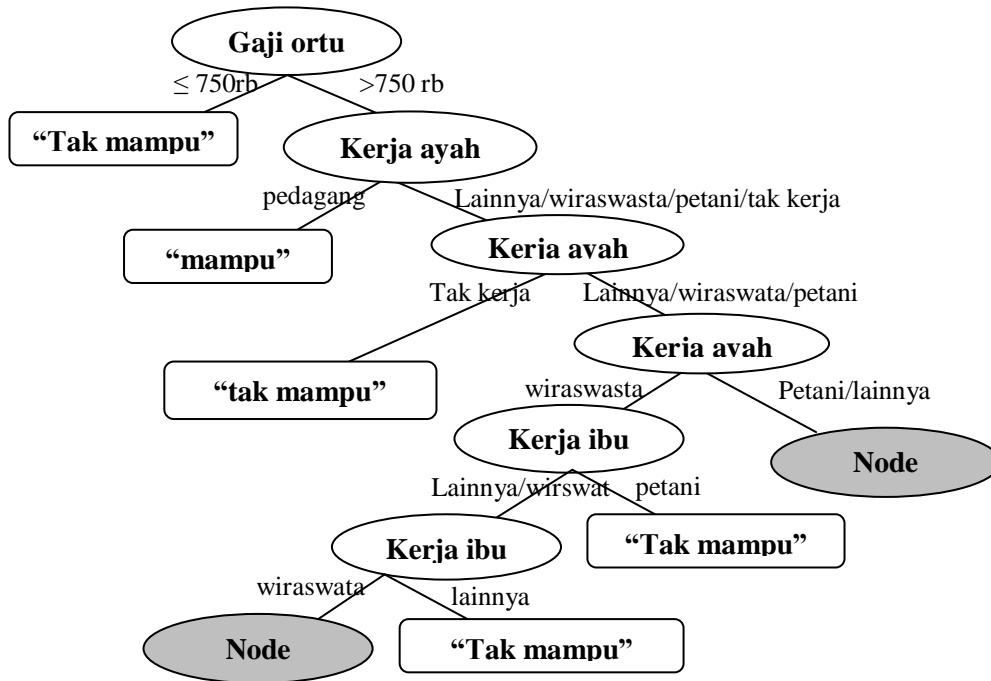 Gaji ortu
≤ 750rb
>750 rb
“Tak mampu”
Kerja ayah
pedagang
Lainnya/wiraswasta/petani/tak kerja
“mampu”
Kerja ayah
Tak kerja
Lainnya/wiraswata/petani
Kerja ayah
“tak mampu”
wiraswasta
Petani/lainnya
Kerja ibu
Node
Lainnya/wirswat
petani
Kerja ibu
“Tak mampu”
wiraswata
lainnya
Node
“Tak mampu”